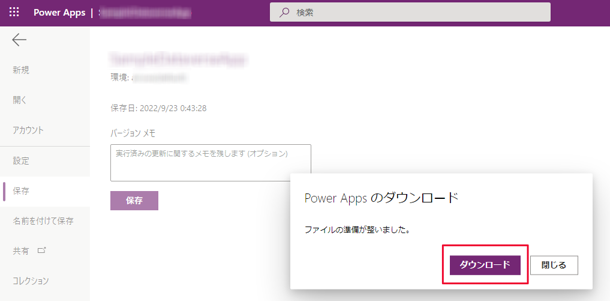 Power Apps |
検索
新規
開く
アカウント
設定
保存
名前を付けて保存
共有
コレクション
環境:
保存日: 2022/9/23 0:43:28
バージョン メモ
実行済みの更新に関するメモを残します (オプション)
保存
Power Apps のダウンロード
ファイルの準備が整いました。
ダウンロード
閉じる